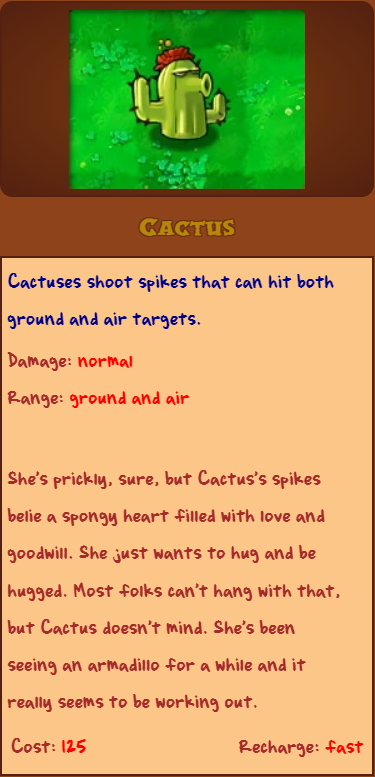 Cactus
Cactuses shoot spikes that can hit both
ground and air targets.
Damage: normal
Range: ground and air
She's prickly, sure, but Cactus's spikes
belie a spongy heart filled with love and
goodwill. She just wants to hug and be
hugged. Most folks can't hang with that,
but Cactus doesn't mind. She's been
seeing an armadillo for a while and it
really seems to be working out.
Cost: 125 Recharge: fast